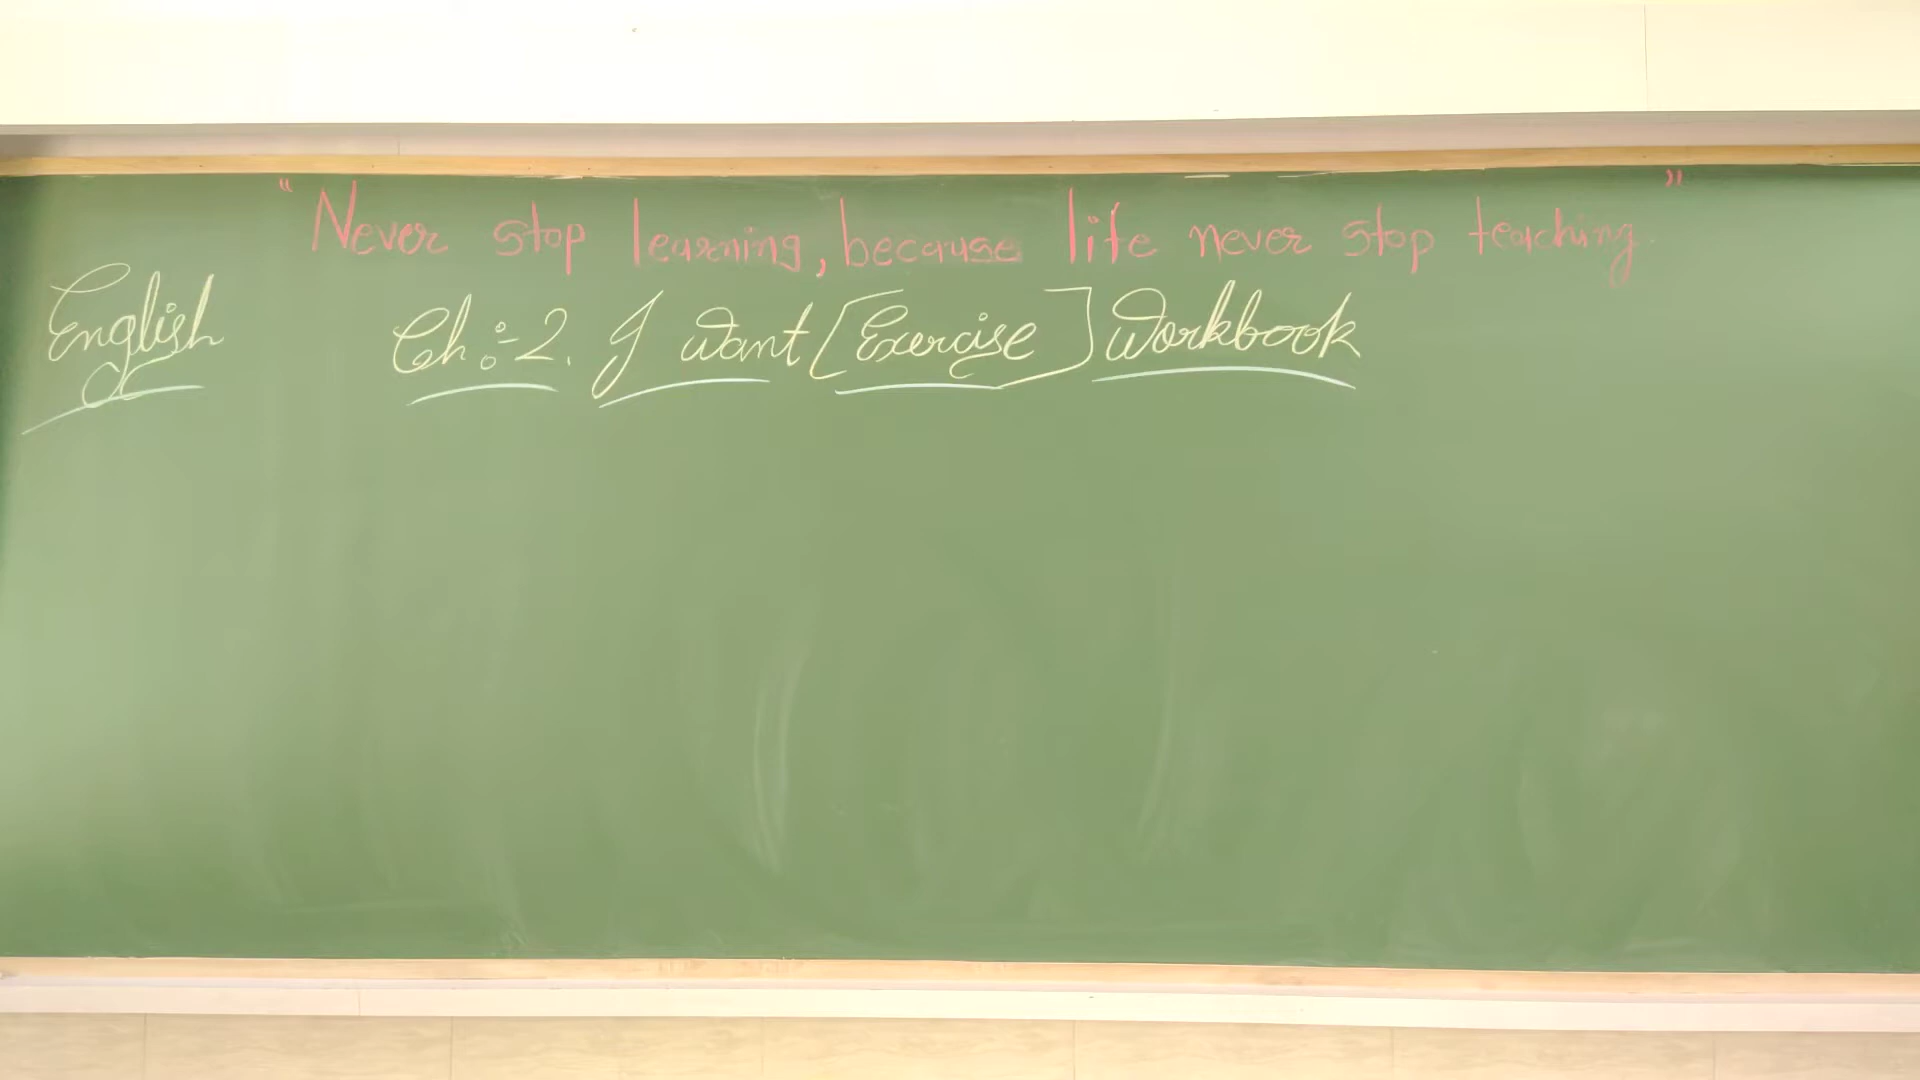 "Never stop learning, because life never stop teaching."
English Ch:-2. I want [Exercise] Workbook